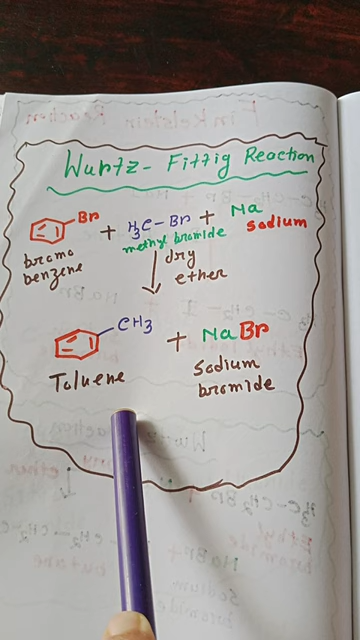 Wurtz-Fittig Reaction
Br + H₃C-Br + Na
bromo benzene methyl bromide sodium
dry
ether
CH₃ + NaBr
Toluene Sodium
bromide